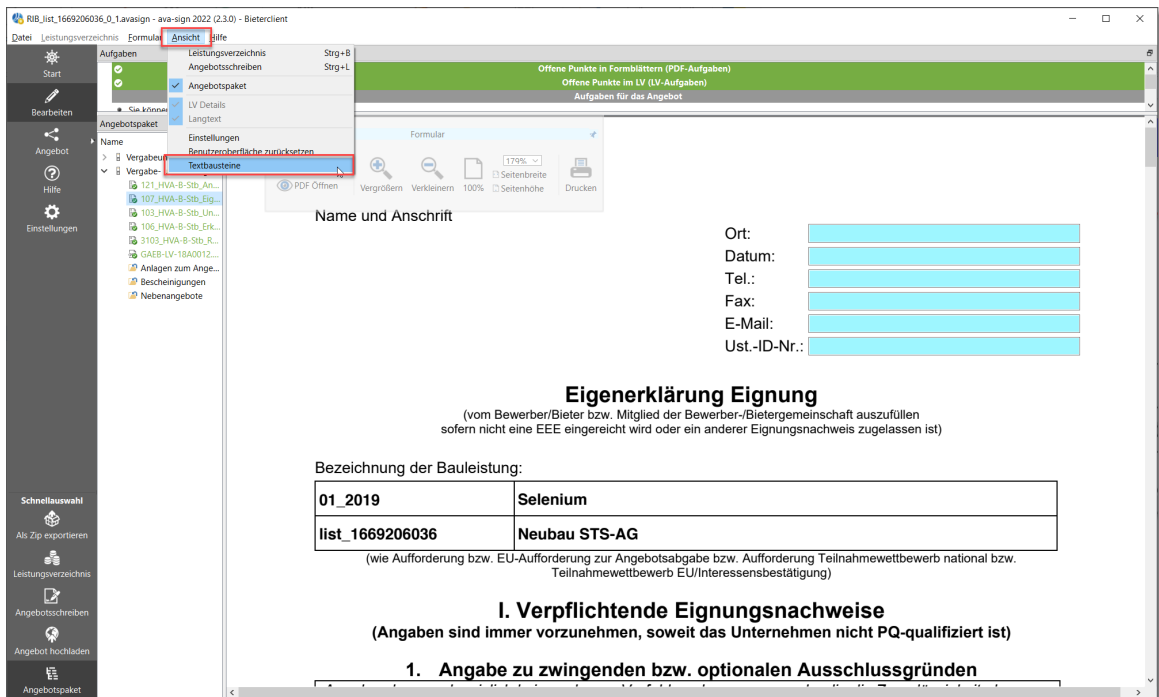 RIB_list_1669206036_0_1.avasign - ava-sign 2022 (2.3.0) - Bieterclient
Datei Leistungsverzeichnis Formular Ansicht Hilfe
Start
Bearbeiten
Angebot
Hilfe
Einstellungen
Schnellauswahl
Als Zip exportieren
Leistungsverzeichnis
Angebotsschreiben
Angebot hochladen
Angebotspaket
Aufgaben
Offene Punkte in Formblättern (PDF-Aufgaben)
Offene Punkte im LV (LV-Aufgaben)
Aufgaben für das Angebot
Leistungsverzeichnis Strg+B
Angebotsschreiben Strg+L
Angebotspaket
LV Details
Langtext
Einstellungen
Benutzeroberfläche zurücksetzen
Textbausteine
Angebotspaket
Name
Vergabe-
121_HVA-B-Stb_An...
107_HVA-B-Stb_Eig...
103_HVA-B-Stb_Un...
106_HVA-B-Stb_Erk...
3103_HVA-B-Stb_R...
GAEB-LV-18A0012....
Anlagen zum Ange...
Bescheinigungen
Nebenangebote
Formular
PDF Öffnen
Vergrößern
Verkleinern
100%
179%
Seitenbreite
Seitenhöhe
Drucken
Name und Anschrift
Ort:
Datum:
Tel.:
Fax:
E-Mail:
Ust.-ID-Nr.:
Eigenerklärung Eignung
(vom Bewerber/Bieter bzw. Mitglied der Bewerber-/Bietergemeinschaft auszufüllen
sofern nicht eine EEE eingereicht wird oder ein anderer Eignungsnachweis zugelassen ist)
Bezeichnung der Bauleistung:
01_2019 Selenium
list_1669206036 Neubau STS-AG
(wie Aufforderung bzw. EU-Aufforderung zur Angebotsabgabe bzw. Aufforderung Teilnahmewettbewerb national bzw.
Teilnahmewettbewerb EU/Interessensbestätigung)
I. Verpflichtende Eignungsnachweise
(Angaben sind immer vorzunehmen, soweit das Unternehmen nicht PQ-qualifiziert ist)
1. Angabe zu zwingenden bzw. optionalen Ausschlussgründen